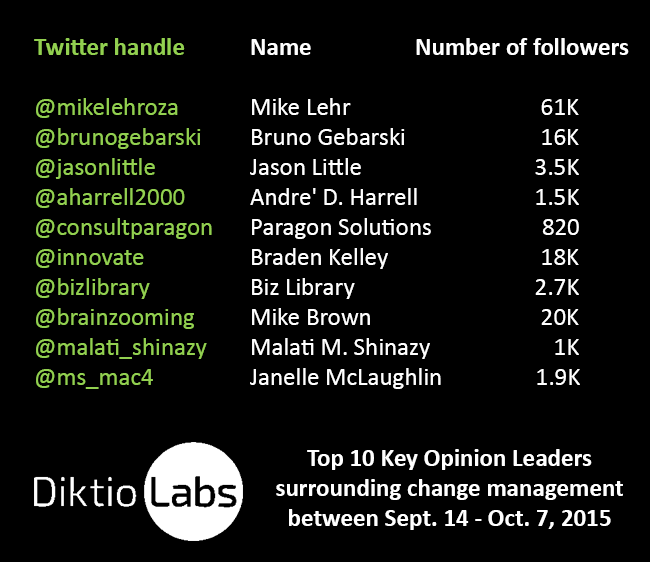 Twitter handle Name Number of followers
@mikelehroza Mike Lehr 61K
@brunogebarski Bruno Gebarski 16K
@jasonlittle Jason Little 3.5K
@aharrell2000 Andre' D. Harrell 1.5K
@consultparagon Paragon Solutions 820
@innovate Braden Kelley 18K
@bizlibrary Biz Library 2.7K
@brainzooming Mike Brown 20K
@malati_shinazy Malati M. Shinazy 1K
@ms_mac4 Janelle McLaughlin 1.9K
Diktio Labs
Top 10 Key Opinion Leaders
surrounding change management
between Sept. 14 - Oct. 7, 2015